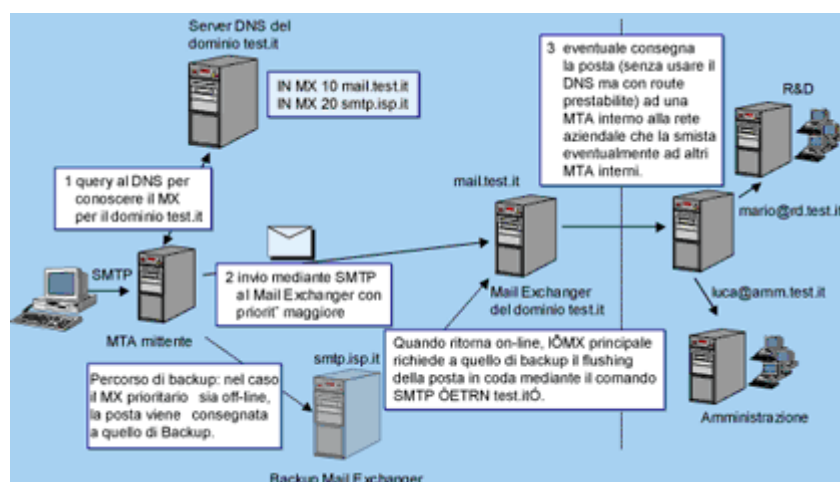 Server DNS del
dominio test.it
IN MX 10 mail.test.it
IN MX 20 smtp.isp.it
1 query al DNS per
conoscere il MX
per il dominio test.it
SMTP
MTA mittente
2 invio mediante SMTP
al Mail Exchanger con
priorit" maggiore
Percorso di backup: nel caso
il MX prioritario sia off-line,
la posta viene consegnata
a quello di Backup.
smtp.isp.it
Backup Mail Exchanger
mail.test.it
Mail Exchanger
del dominio test.it
Quando ritorna on-line, lÕMX principale
richiede a quello di backup il flushing
della posta in coda mediante il comando
SMTP ÔETRN test.itÓ.
3 eventuale consegna
la posta (senza usare il
DNS ma con route
prestabilite) ad una
MTA interno alla rete
aziendale che la smista
eventualmente ad altri
MTA interni.
R&D
mario@rd.test.it
luca@amm.test.it
Amministrazione